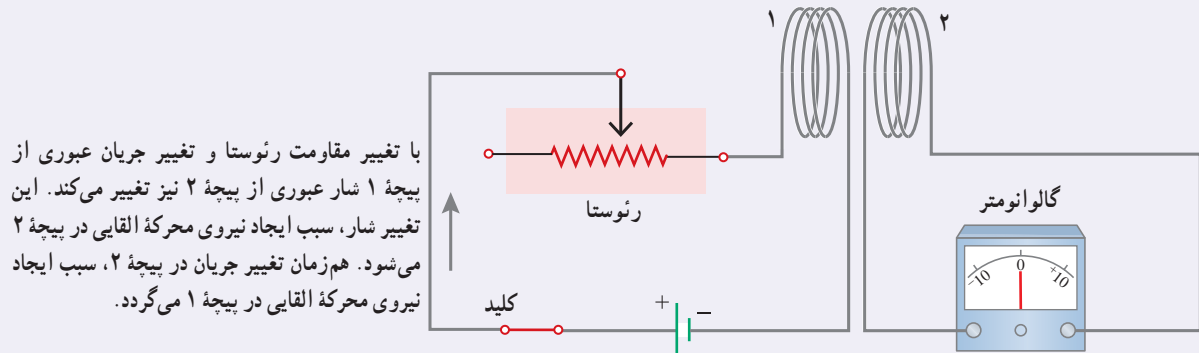 ۱
۲
با تغییر مقاومت رئوستا و تغییر جریان عبوری از
پیچهٔ ۱ شار عبوری از پیچهٔ ۲ نیز تغییر می‌کند. این
تغییر شار، سبب ایجاد نیروی محرکهٔ القایی در پیچهٔ ۲
می‌شود. هم‌زمان تغییر جریان در پیچهٔ ۲، سبب ایجاد
نیروی محرکهٔ القایی در پیچهٔ ۱ می‌گردد.
رئوستا
گالوانومتر
-10 0 +10
کلید
+ −